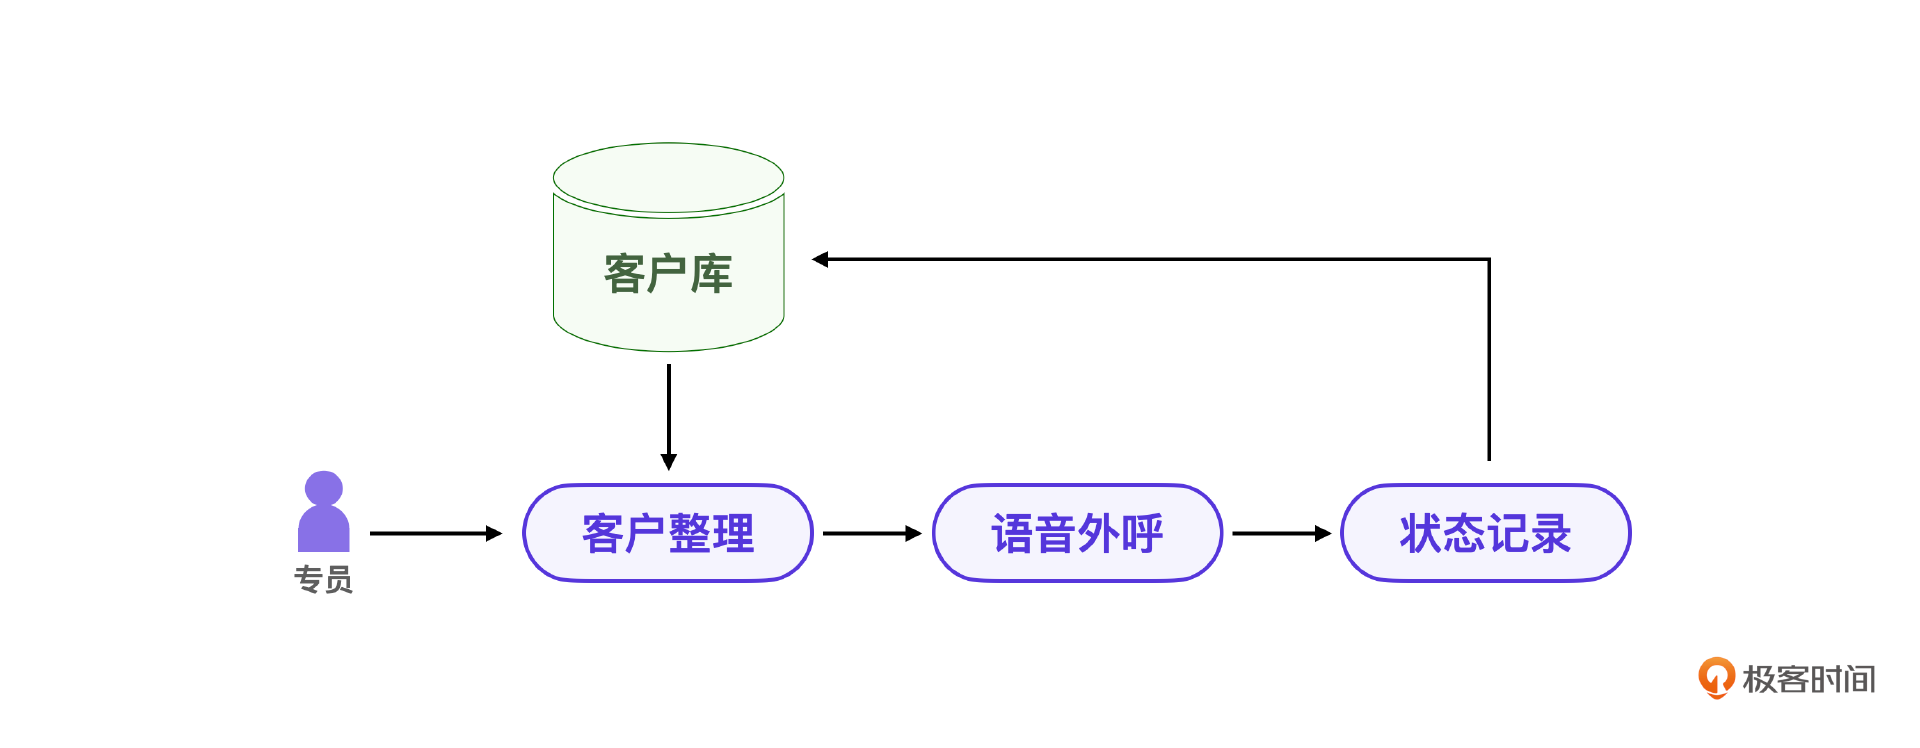 客户库
专员
客户整理
语音外呼
状态记录
极客时间